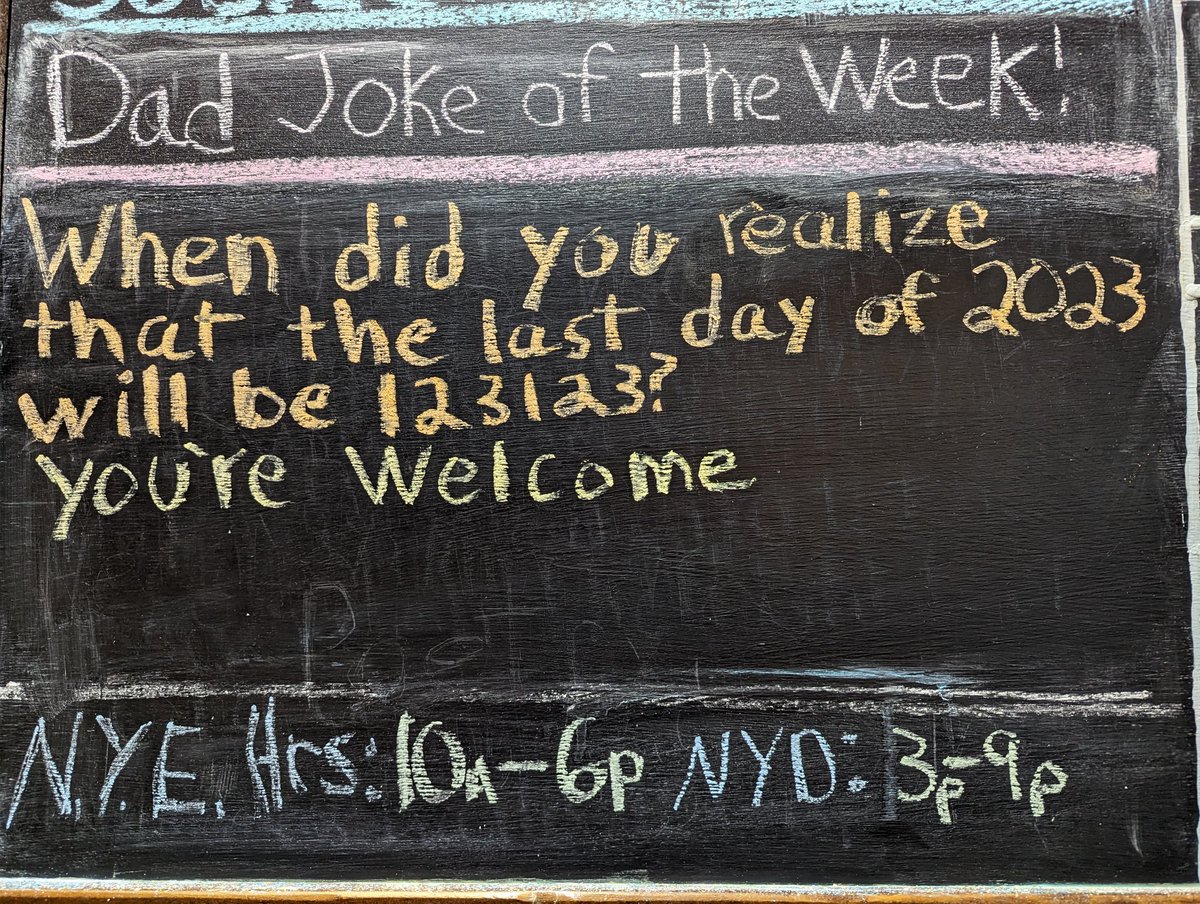 Dad Joke of the Week!
When did you realize
that the last day of 2023
will be 123123?
you're Welcome
N.Y.E. Hrs: 10A-6p NYD: 3p-9p